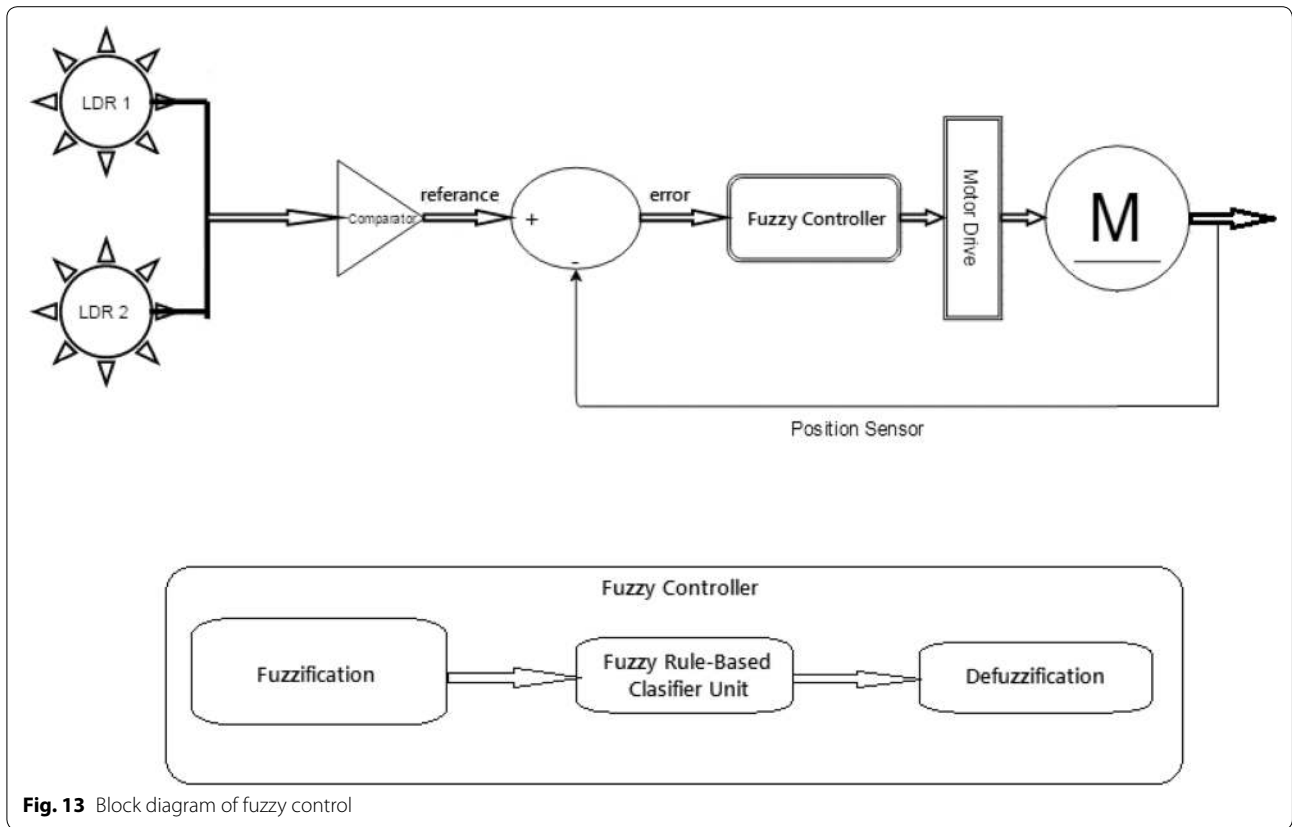 LDR 1
LDR 2
Comparator
referance
+
-
error
Fuzzy Controller
Motor Drive
M
Position Sensor
Fuzzy Controller
Fuzzification
Fuzzy Rule-Based
Clasifier Unit
Defuzzification
Fig. 13 Block diagram of fuzzy control